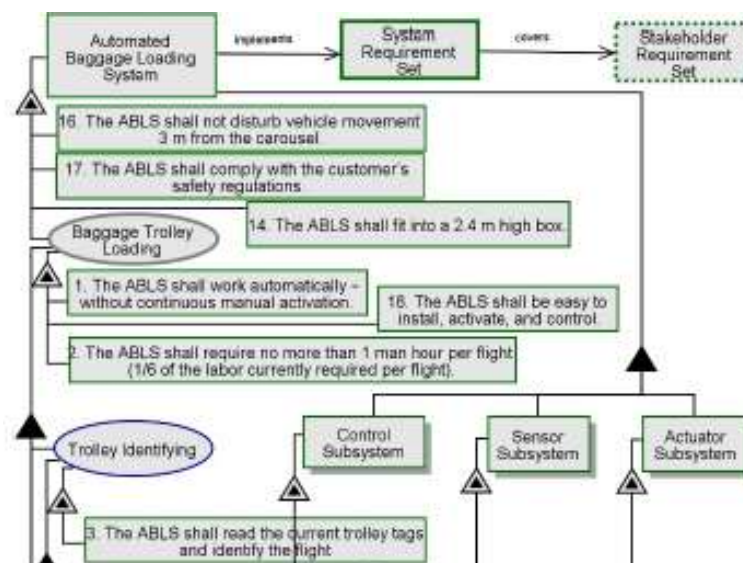 Automated
Baggage Loading
System
implements
System
Requirement
Set
covers
Stakeholder
Requirement
Set
16. The ABLS shall not disturb vehicle movement
3 m from the carousel.
17. The ABLS shall comply with the customer's
safety regulations
14. The ABLS shall fit into a 2.4 m high box.
Baggage Trolley
Loading
1. The ABLS shall work automatically –
without continuous manual activation.
18. The ABLS shall be easy to
install, activate, and control.
2. The ABLS shall require no more than 1 man hour per flight
(1/6 of the labor currently required per flight).
Trolley Identifying
Control
Subsystem
Sensor
Subsystem
Actuator
Subsystem
3. The ABLS shall read the current trolley tags
and identify the flight